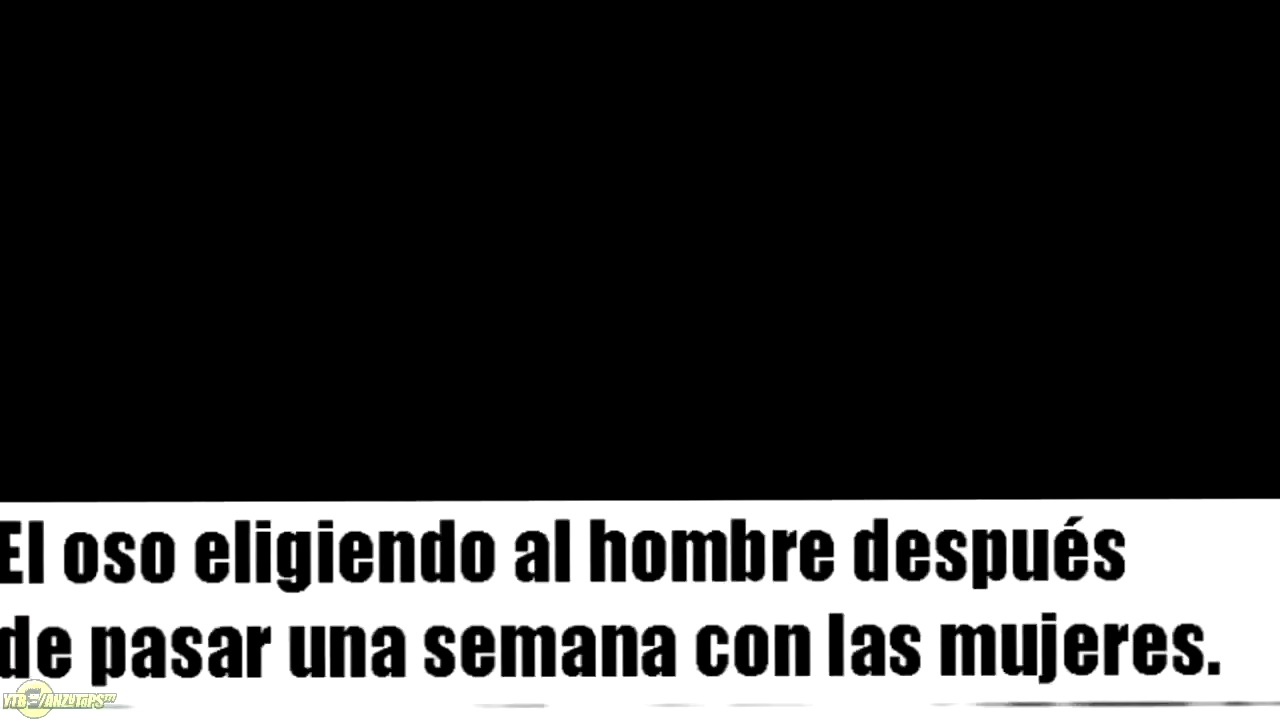 El oso eligiendo al hombre después
de pasar una semana con las mujeres.